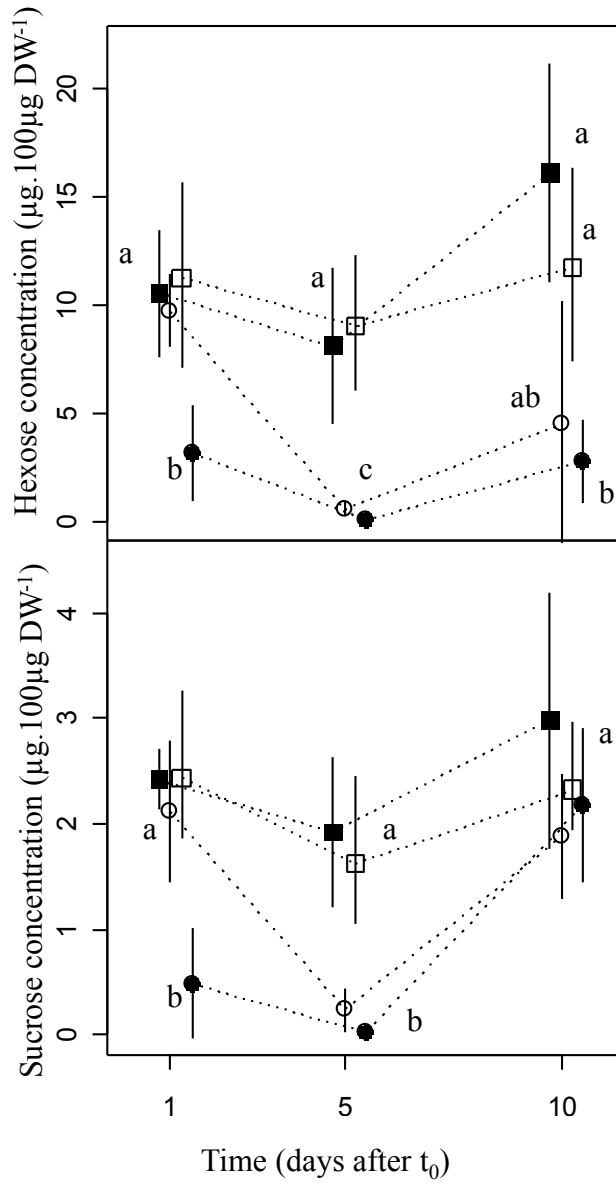 Hexose concentration (µg.100µg DW-1)
20
15
10
5
0
a
a
a
a
ab
b
c
b
Sucrose concentration (µg.100µg DW-1)
4
3
2
1
0
a
a
a
b
b
1
5
10
Time (days after t0)